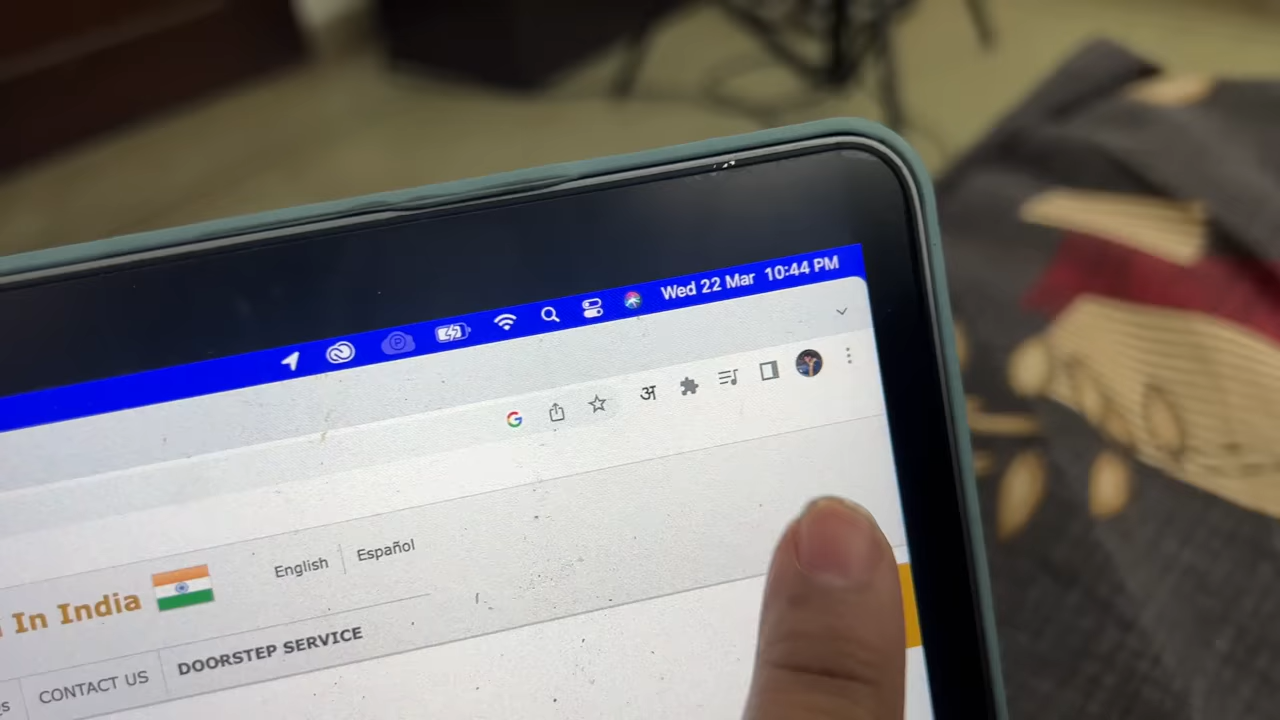 Wed 22 Mar 10:44 PM
अ
English Español
In India
CONTACT US DOORSTEP SERVICE